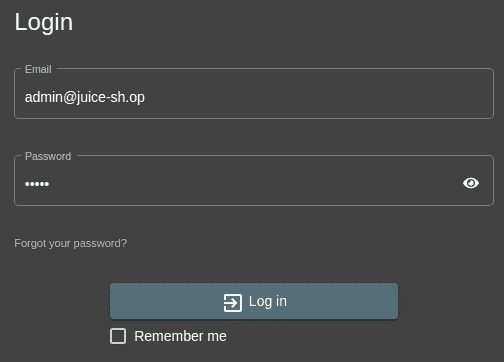 Login
Email
admin@juice-sh.op
Password
•••••
Forgot your password?
Log in
Remember me